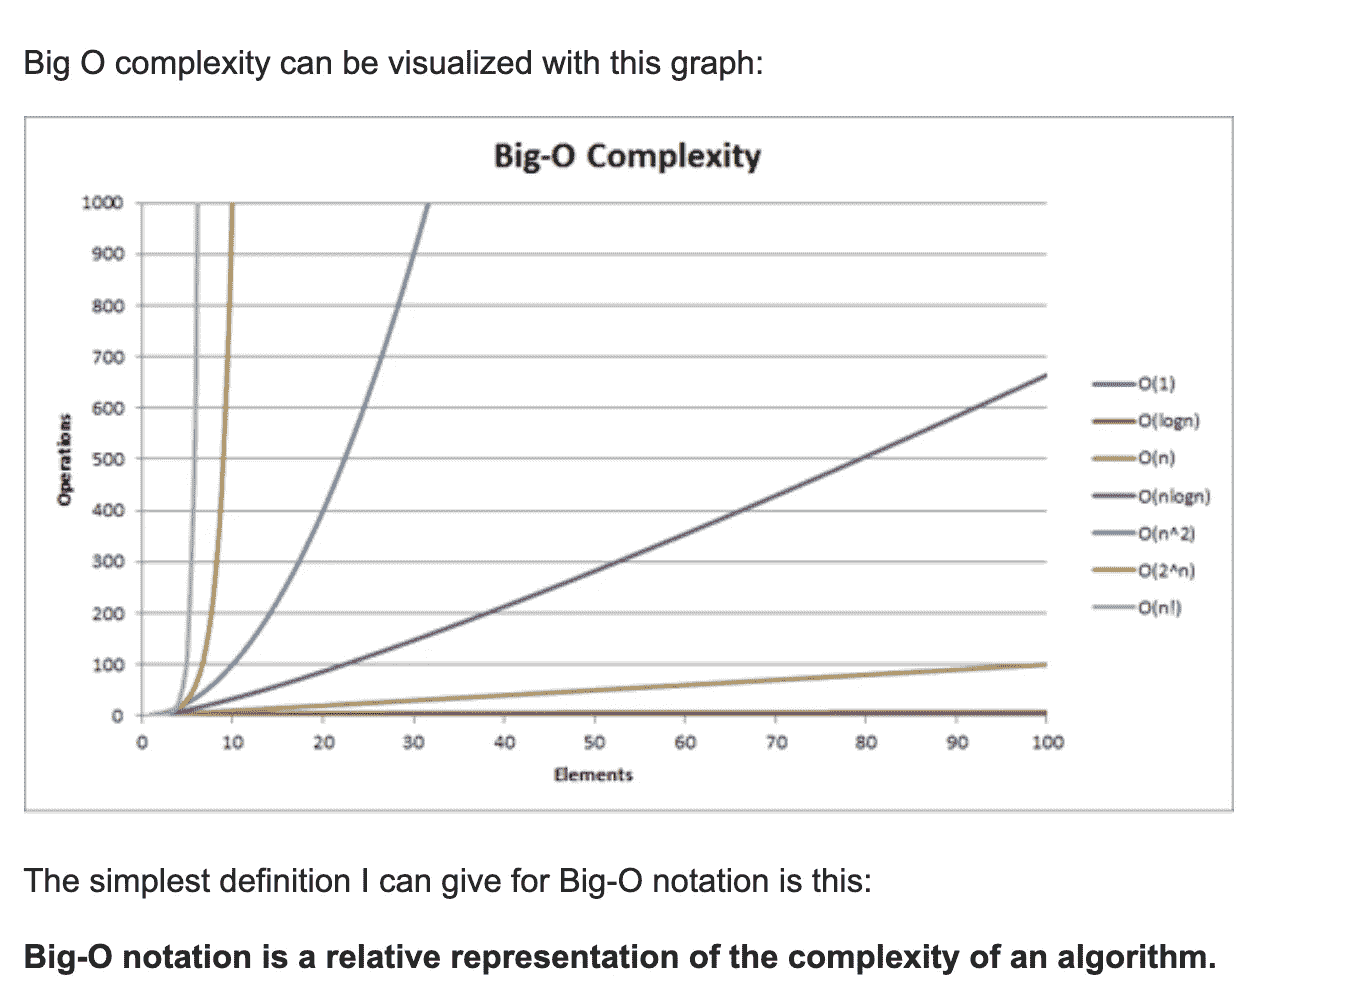 Big O complexity can be visualized with this graph:
Big-O Complexity
1000
900
800
700
600
500
400
300
200
100
0
Operations
0 10 20 30 40 50 60 70 80 90 100
Elements
O(1)
O(logn)
O(n)
O(nlogn)
O(n^2)
O(2^n)
O(n!)
The simplest definition I can give for Big-O notation is this:
Big-O notation is a relative representation of the complexity of an algorithm.